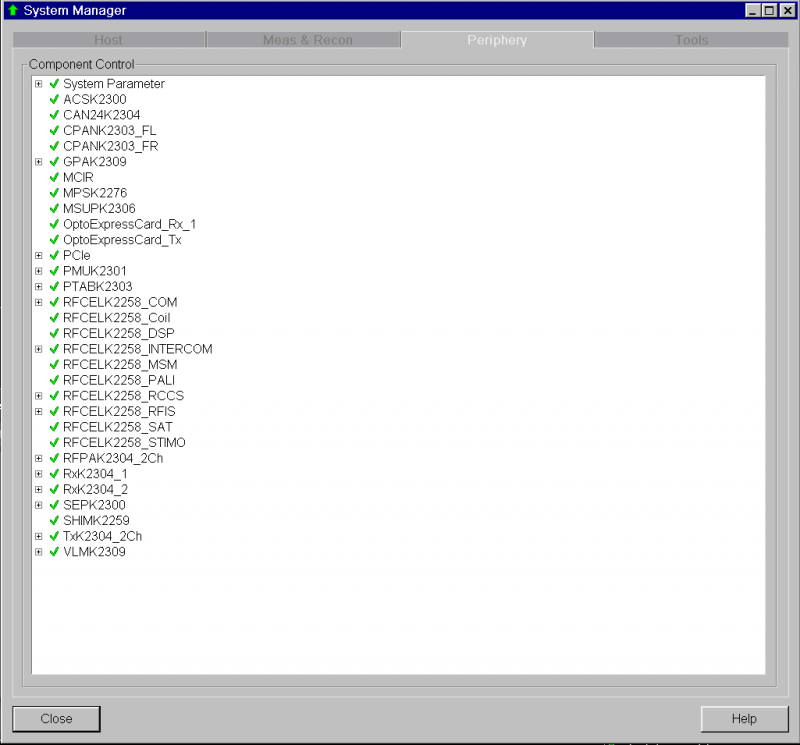 System Manager
Host Meas & Recon Periphery Tools
Component Control
System Parameter
ACSK2300
CAN24K2304
CPANK2303_FL
CPANK2303_FR
GPAK2309
MCIR
MPSK2276
MSUPK2306
OptoExpressCard_Rx_1
OptoExpressCard_Tx
PCIe
PMUK2301
PTABK2303
RFCELK2258_COM
RFCELK2258_Coil
RFCELK2258_DSP
RFCELK2258_INTERCOM
RFCELK2258_MSM
RFCELK2258_PALI
RFCELK2258_RCCS
RFCELK2258_RFIS
RFCELK2258_SAT
RFCELK2258_STIMO
RFPAK2304_2Ch
RxK2304_1
RxK2304_2
SEPK2300
SHIMK2259
TxK2304_2Ch
VLMK2309
Close Help